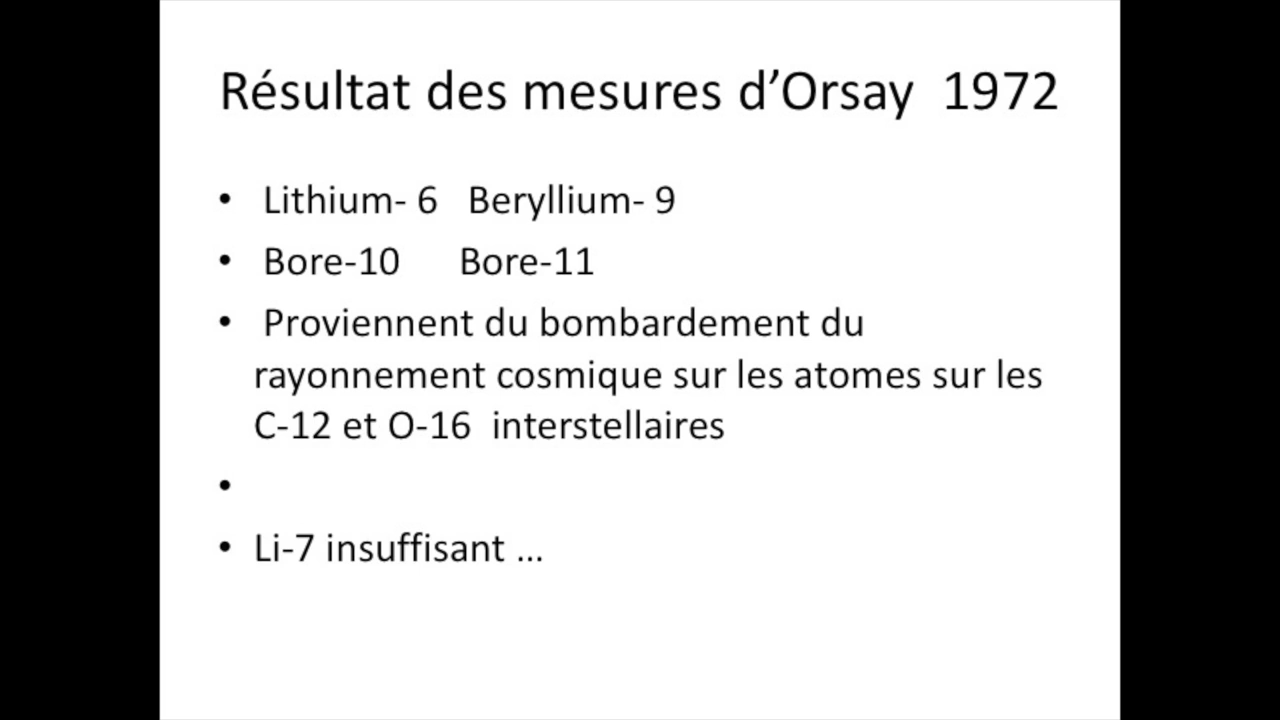 Résultat des mesures d’Orsay  1972
•  Lithium- 6   Beryllium- 9
•  Bore-10      Bore-11
•  Proviennent du bombardement du
rayonnement cosmique sur les atomes sur les
C-12 et O-16  interstellaires
•
• Li-7 insuffisant …